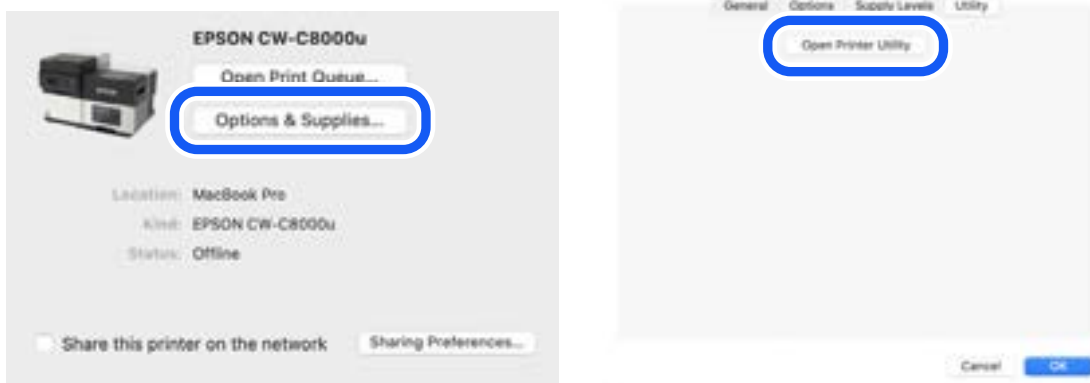 EPSON CW-C8000u
Open Print Queue...
Options & Supplies...
Location: MacBook Pro
Kind: EPSON CW-C8000u
Status: Offline
Share this printer on the network
Sharing Preferences...
General Options Supply Levels Utility
Open Printer Utility
Cancel OK